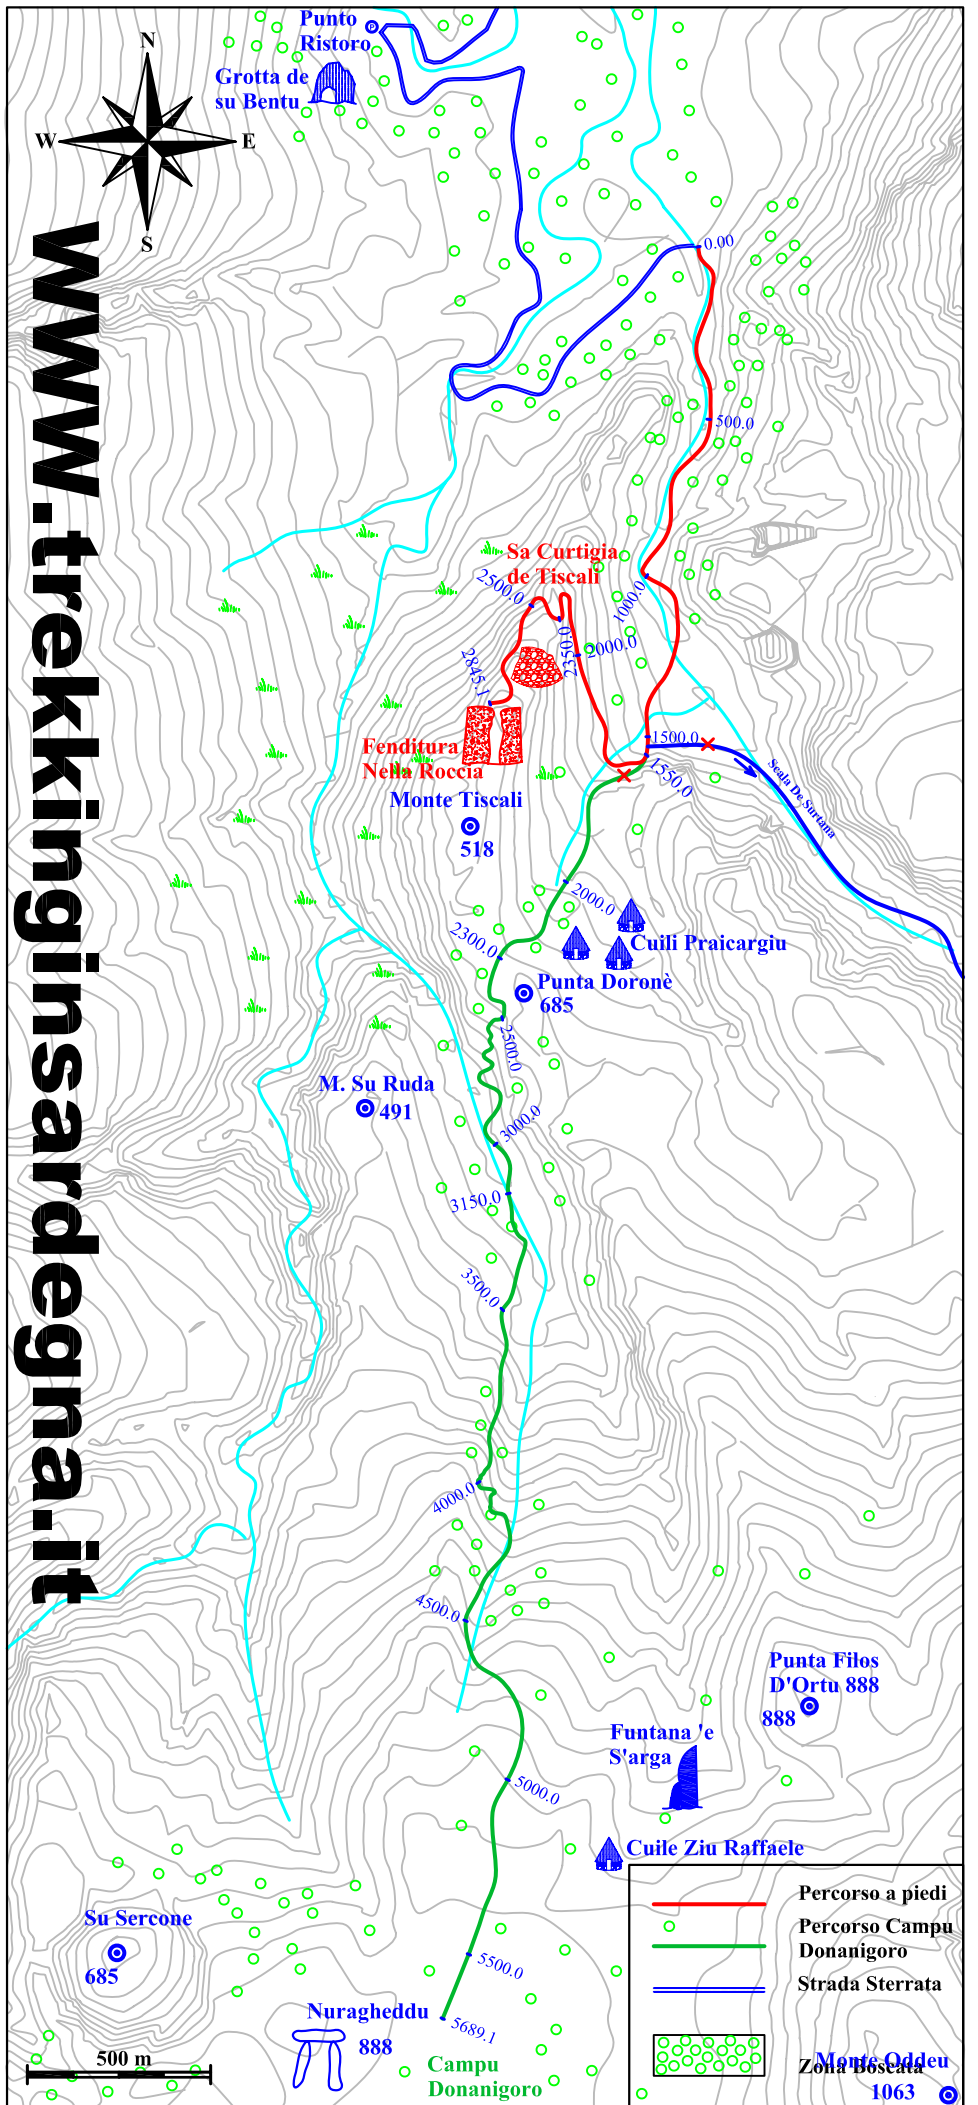 Punto
Ristoro
P
N
Grotta de
su Bentu
W
E
S
www.trekkinginsardegna.it
0.00
500.0
Sa Curtigia
de Tiscali
2500.0
1000.0
2350.0
2000.0
2845.1
1500.0
Fenditura
Nella Roccia
1550.0
Scala De Surtana
Monte Tiscali
518
2000.0
2300.0
Cuili Praicargiu
Punta Doronè
685
2500.0
M. Su Ruda
491
3000.0
3150.0
3500.0
4000.0
4500.0
Punta Filos
D'Ortu 888
888
Funtana 'e
S'arga
5000.0
Cuile Ziu Raffaele
Percorso a piedi
Su Sercone
Percorso Campu
Donanigoro
685
5500.0
Strada Sterrata
Nuragheddu
888
5689.1
500 m
Campu
Donanigoro
Zona Boscata
Monte Oddeu
1063